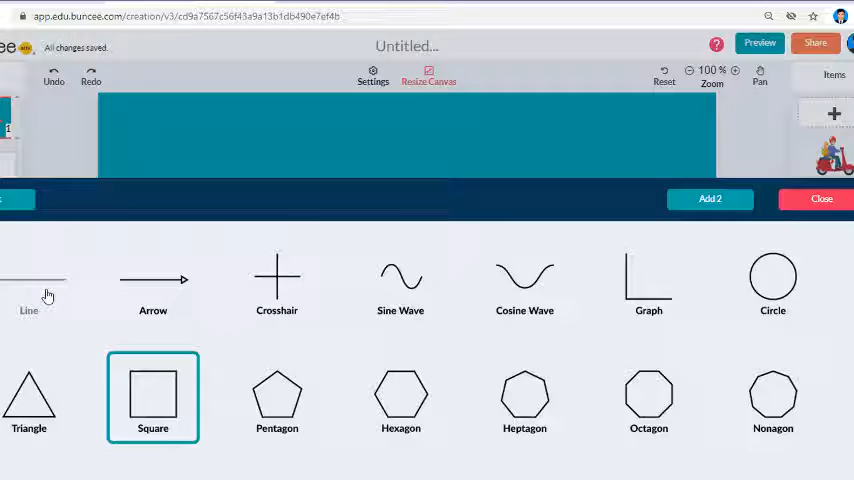 app.edu.buncee.com/creation/v3/cd9a7567c56f43a9a13b1db490e7ef4b
ee All changes saved. Untitled... ? Preview Share
Undo Redo Settings Resize Canvas Reset 100 % Zoom Pan Items
1
Add 2 Close
Line Arrow Crosshair Sine Wave Cosine Wave Graph Circle
Triangle Square Pentagon Hexagon Heptagon Octagon Nonagon